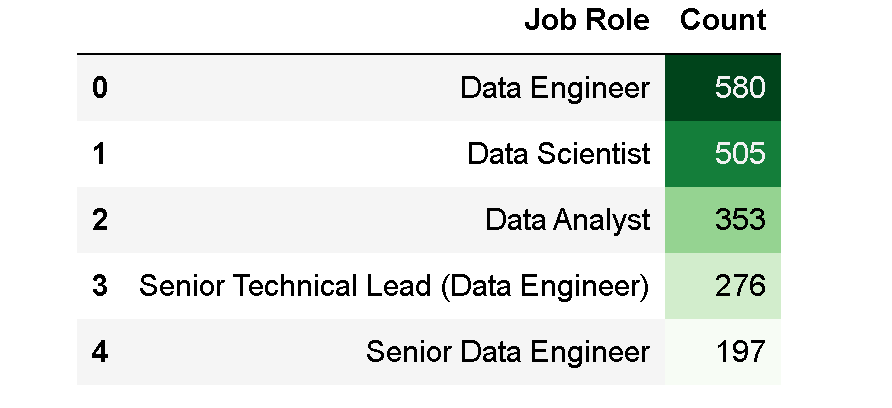 Job Role Count
0 Data Engineer 580
1 Data Scientist 505
2 Data Analyst 353
3 Senior Technical Lead (Data Engineer) 276
4 Senior Data Engineer 197